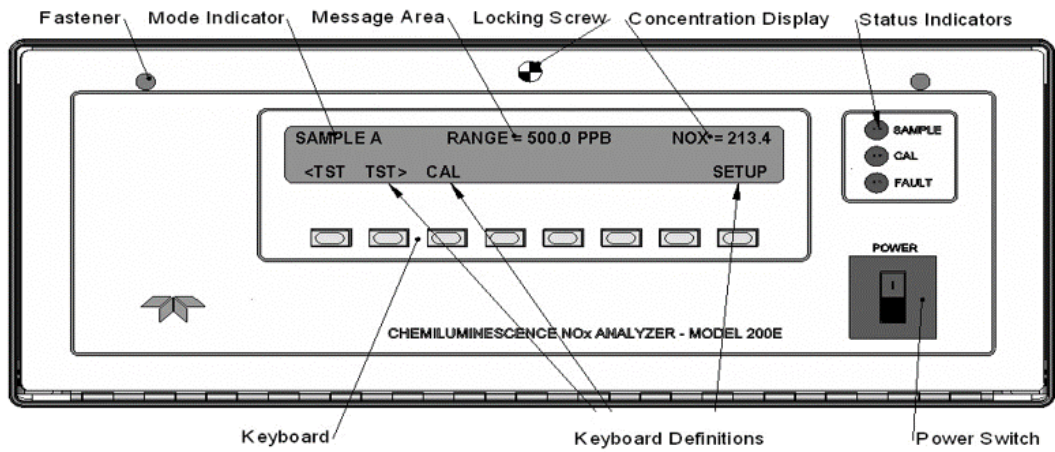 Fastener Mode Indicator Message Area Locking Screw Concentration Display Status Indicators
SAMPLE A RANGE = 500.0 PPB NOX = 213.4
<TST TST> CAL SETUP
SAMPLE
CAL
FAULT
POWER
I
CHEMILUMINESCENCE NOx ANALYZER - MODEL 200E
Keyboard Keyboard Definitions Power Switch